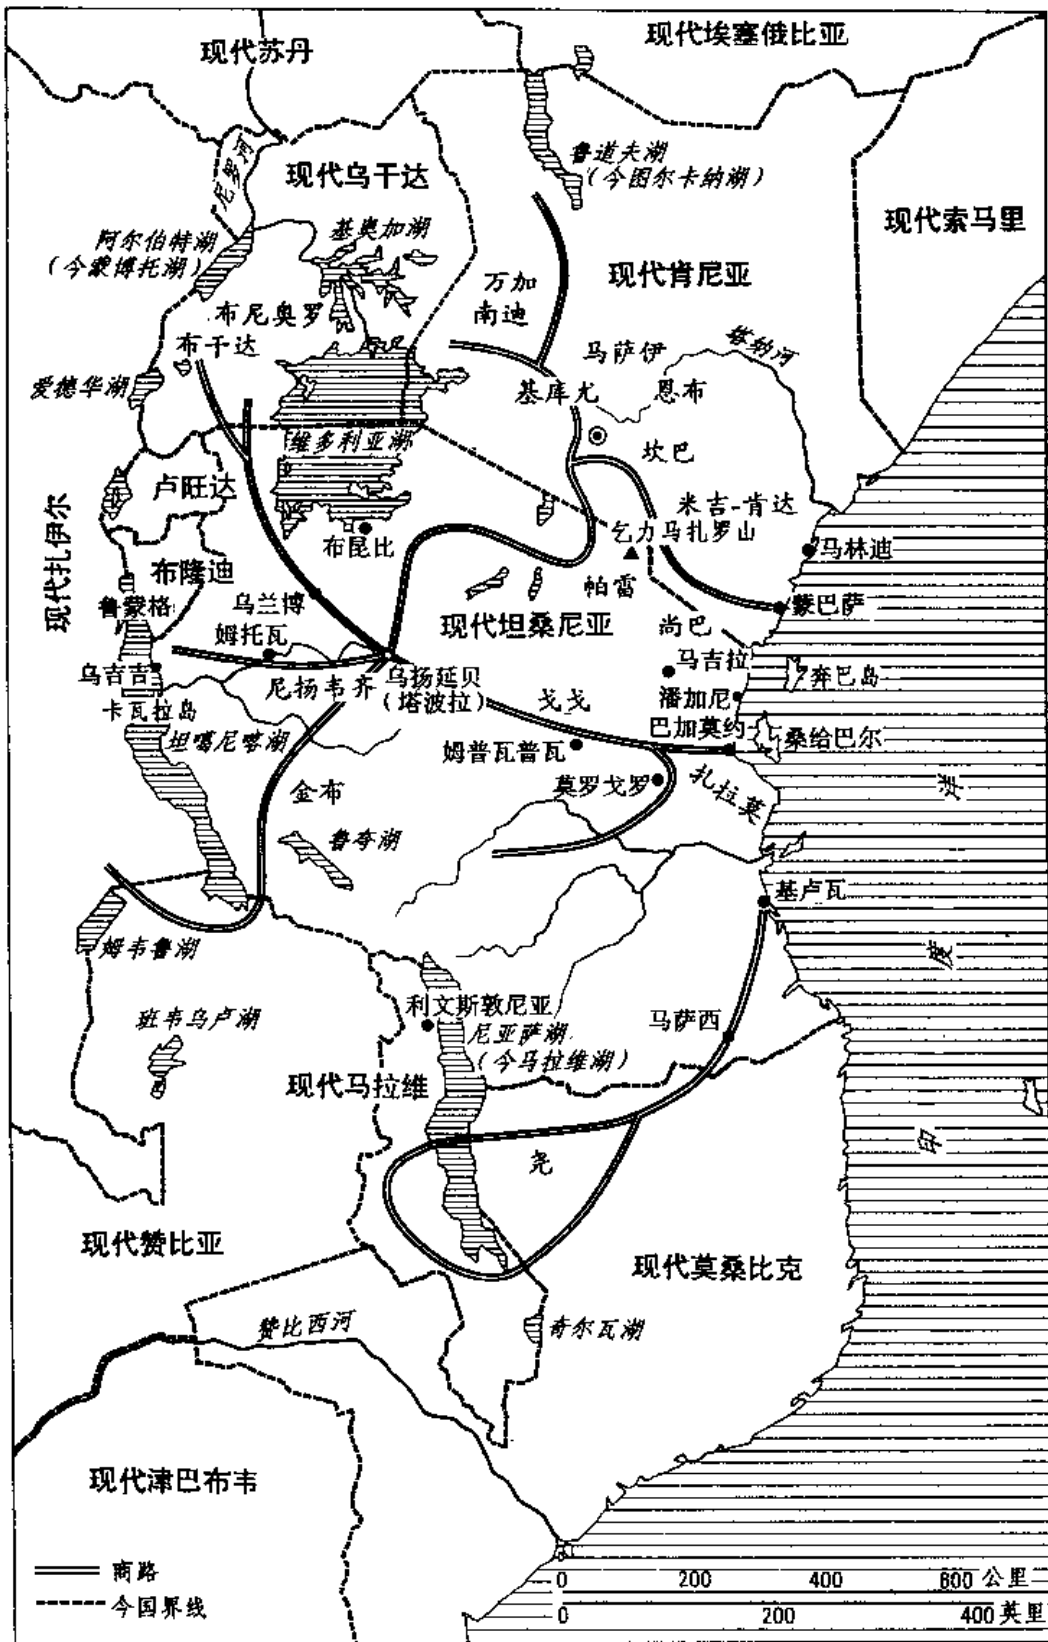 现代苏丹
现代埃塞俄比亚
尼罗河
现代乌干达
鲁道夫湖
(今图尔卡纳湖)
现代索马里
阿尔伯特湖
(今蒙博托湖)
基奥加湖
万加
南迪
现代肯尼亚
布尼奥罗
布干达
马萨伊
塔纳河
爱德华湖
基库尤
恩布
维多利亚湖
坎巴
卢旺达
米吉-肯达
现代扎伊尔
布昆比
乞力马扎罗山
马林迪
布隆迪
帕雷
鲁蒙格
乌兰博
现代坦桑尼亚
蒙巴萨
尚巴
姆托瓦
马吉拉
乌吉吉
尼扬韦齐
乌扬延贝
(塔波拉)
戈戈
潘加尼
奔巴岛
卡瓦拉岛
巴加莫约
坦噶尼喀湖
姆普瓦普瓦
桑给巴尔
金布
莫罗戈罗
扎拉莫
洋
鲁夸湖
基卢瓦
姆韦鲁湖
度
班韦乌卢湖
利文斯敦尼亚
尼亚萨湖
(今马拉维湖)
马萨西
现代马拉维
印
尧
现代赞比亚
现代莫桑比克
赞比西河
奇尔瓦湖
现代津巴布韦
商路
今国界线
0 200 400 600 公里
0 200 400 英里